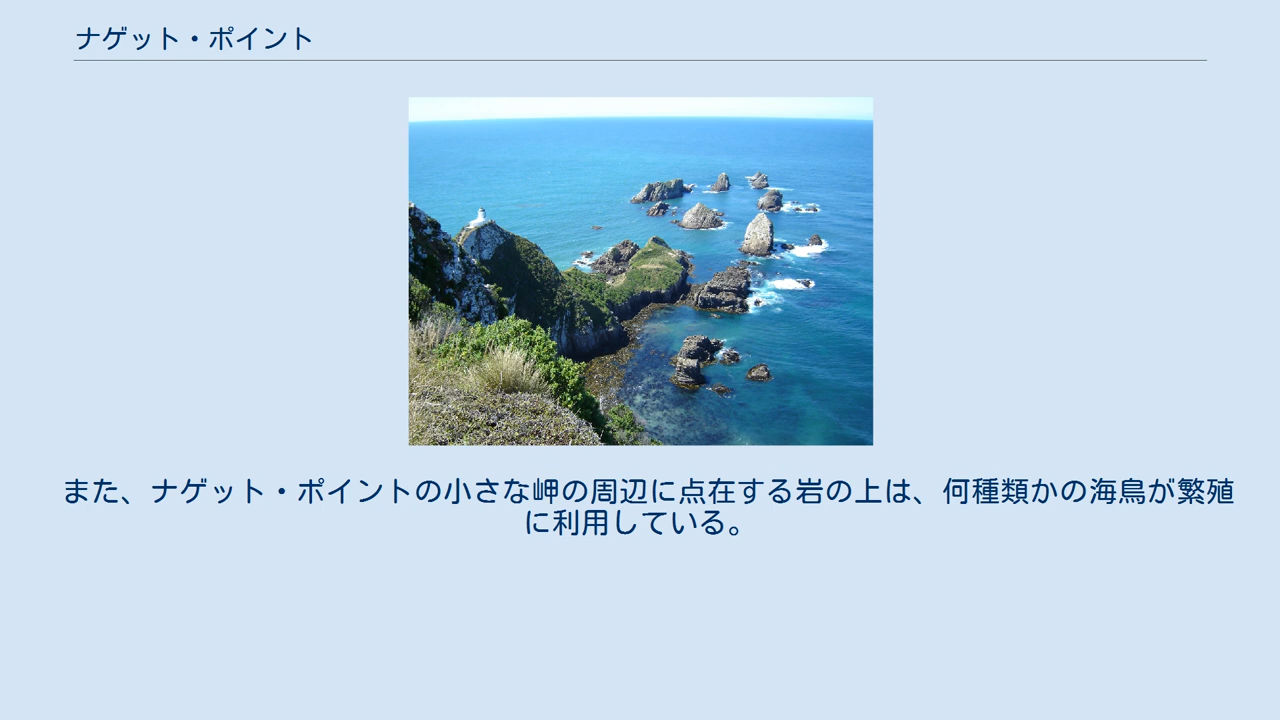 ナゲット・ポイント
また、ナゲット・ポイントの小さな岬の周辺に点在する岩の上は、何種類かの海鳥が繁殖
に利用している。